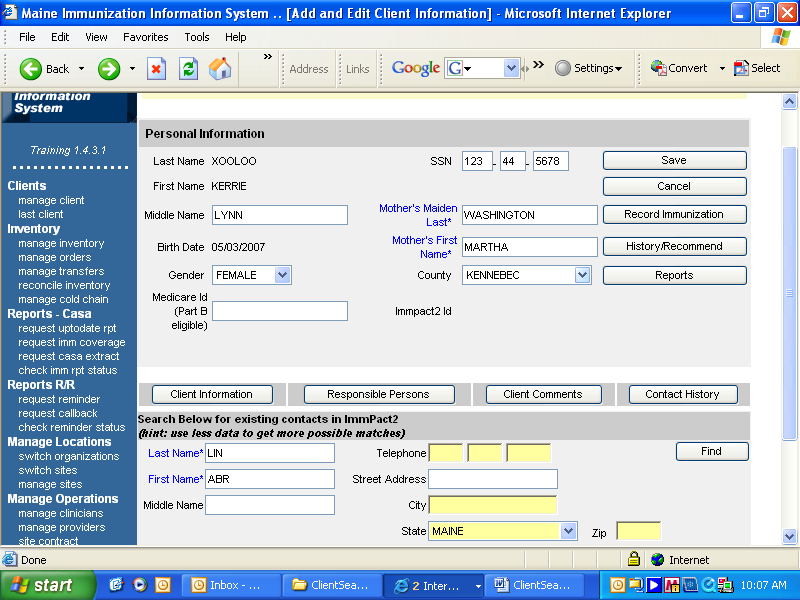 Maine Immunization Information System .. [Add and Edit Client Information] - Microsoft Internet Explorer
File Edit View Favorites Tools Help
Back » Address Links Google G » Settings Convert Select
Information
System
Training 1.4.3.1
Clients
manage client
last client
Inventory
manage inventory
manage orders
manage transfers
reconcile inventory
manage cold chain
Reports - Casa
request uptodate rpt
request imm coverage
request casa extract
check imm rpt status
Reports R/R
request reminder
request callback
check reminder status
Manage Locations
switch organizations
switch sites
manage sites
Manage Operations
manage clinicians
manage providers
site contract
Personal Information
Last Name XOOLOO SSN 123 - 44 - 5678 Save
First Name KERRIE Cancel
Middle Name LYNN Mother's Maiden Last* WASHINGTON Record Immunization
Birth Date 05/03/2007 Mother's First Name* MARTHA History/Recommend
Gender FEMALE County KENNEBEC Reports
Medicare Id
(Part B
eligible)
Immpact2 Id
Client Information Responsible Persons Client Comments Contact History
Search Below for existing contacts in ImmPact2
(hint: use less data to get more possible matches)
Last Name* LIN Telephone Find
First Name* ABR Street Address
Middle Name City
State MAINE Zip
Done Internet
start Inbox - ... ClientSea... 2 Inter... ClientSea... 10:07 AM